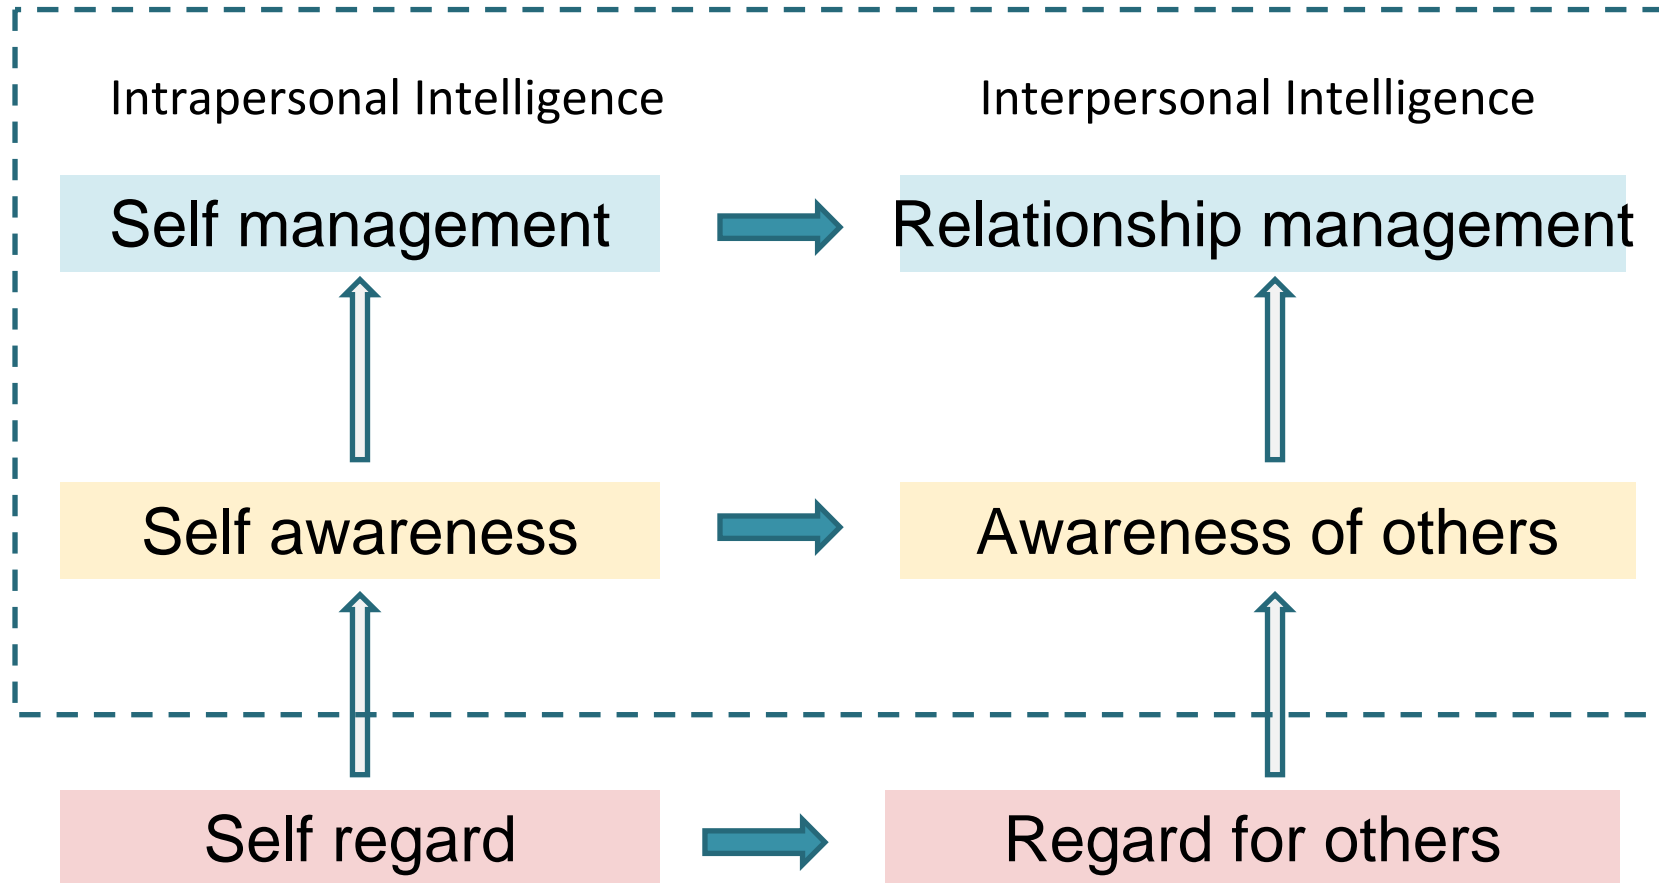 Intrapersonal Intelligence
Interpersonal Intelligence
Self management
Relationship management
Self awareness
Awareness of others
Self regard
Regard for others